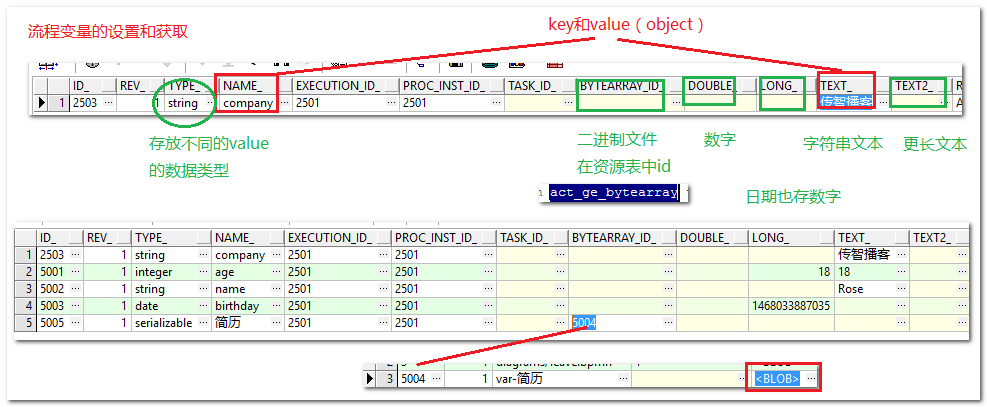 流程变量的设置和获取
key和value（object）
ID_ REV_ TYPE_ NAME_ EXECUTION_ID_ PROC_INST_ID_ TASK_ID_ BYTEARRAY_ID_ DOUBLE_ LONG_ TEXT_ TEXT2_
1 2503 1 string company 2501 2501 传智播客
存放不同的value
的数据类型
二进制文件
在资源表中id
数字
字符串文本
更长文本
act_ge_bytearray
日期也存数字
ID_ REV_ TYPE_ NAME_ EXECUTION_ID_ PROC_INST_ID_ TASK_ID_ BYTEARRAY_ID_ DOUBLE_ LONG_ TEXT_ TEXT2_
1 2503 1 string company 2501 2501 传智播客
2 5001 1 integer age 2501 2501 18 18
3 5002 1 string name 2501 2501 Rose
4 5003 1 date birthday 2501 2501 1468033887035
5 5005 1 serializable 简历 2501 2501 5004
3 5004 1 var-简历 <BLOB>